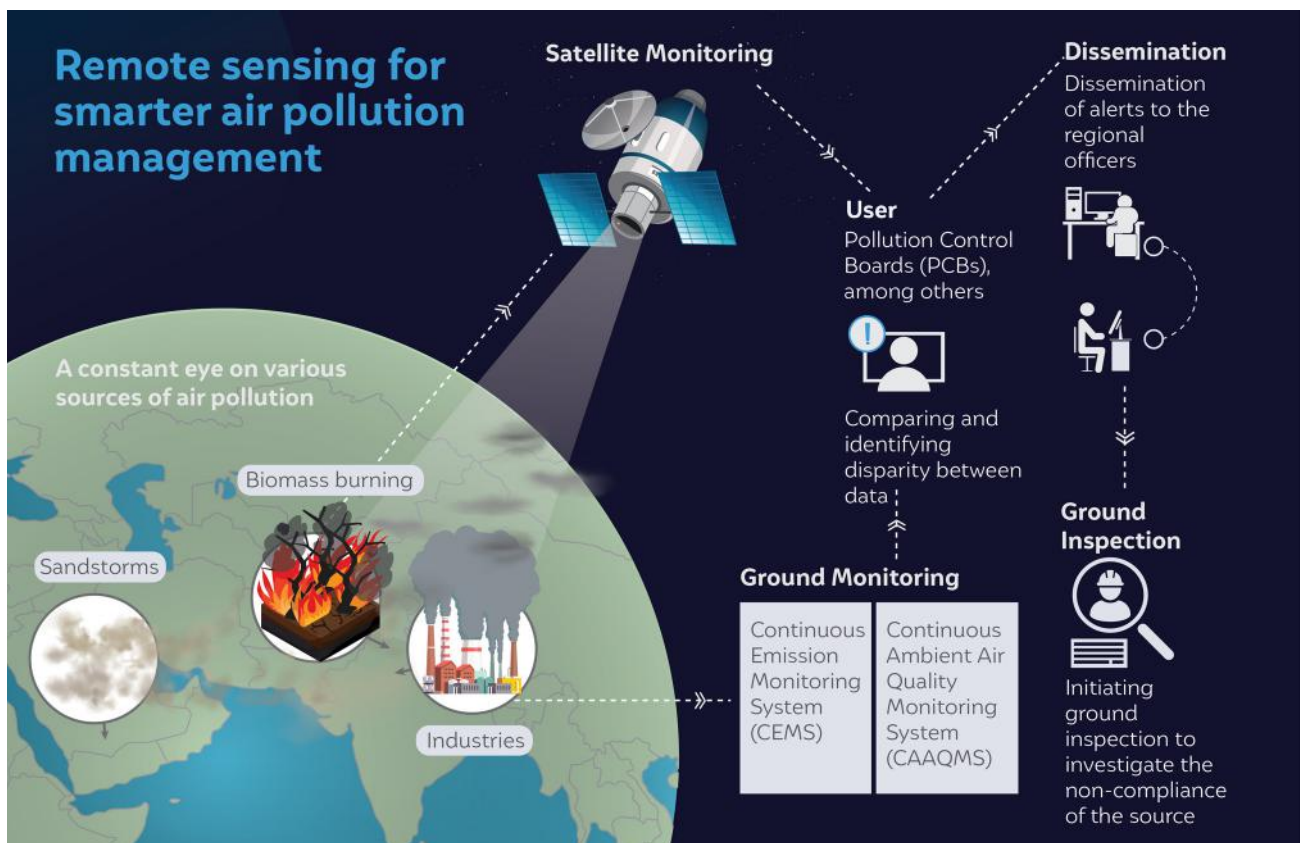 Remote sensing for
smarter air pollution
management
Satellite Monitoring
Dissemination
Dissemination
of alerts to the
regional
officers
User
Pollution Control
Boards (PCBs),
among others
!
Comparing and
identifying
disparity between
data
A constant eye on various
sources of air pollution
Biomass burning
Sandstorms
Industries
Ground Monitoring
Continuous
Emission
Monitoring
System
(CEMS)
Continuous
Ambient Air
Quality
Monitoring
System
(CAAQMS)
Ground
Inspection
Initiating
ground
inspection to
investigate the
non-compliance
of the source